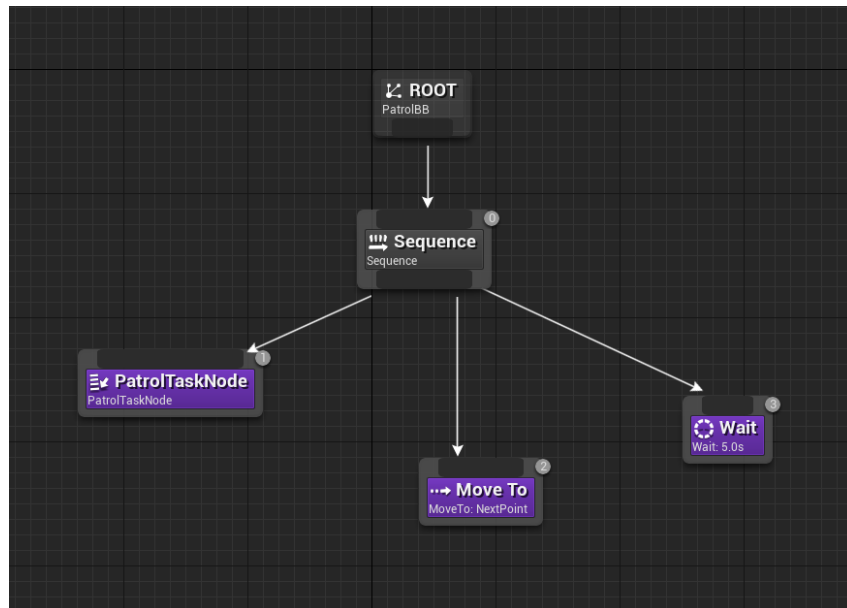 ROOT
PatrolBB
0
Sequence
Sequence
1
PatrolTaskNode
PatrolTaskNode
2
Move To
MoveTo: NextPoint
3
Wait
Wait: 5.0s